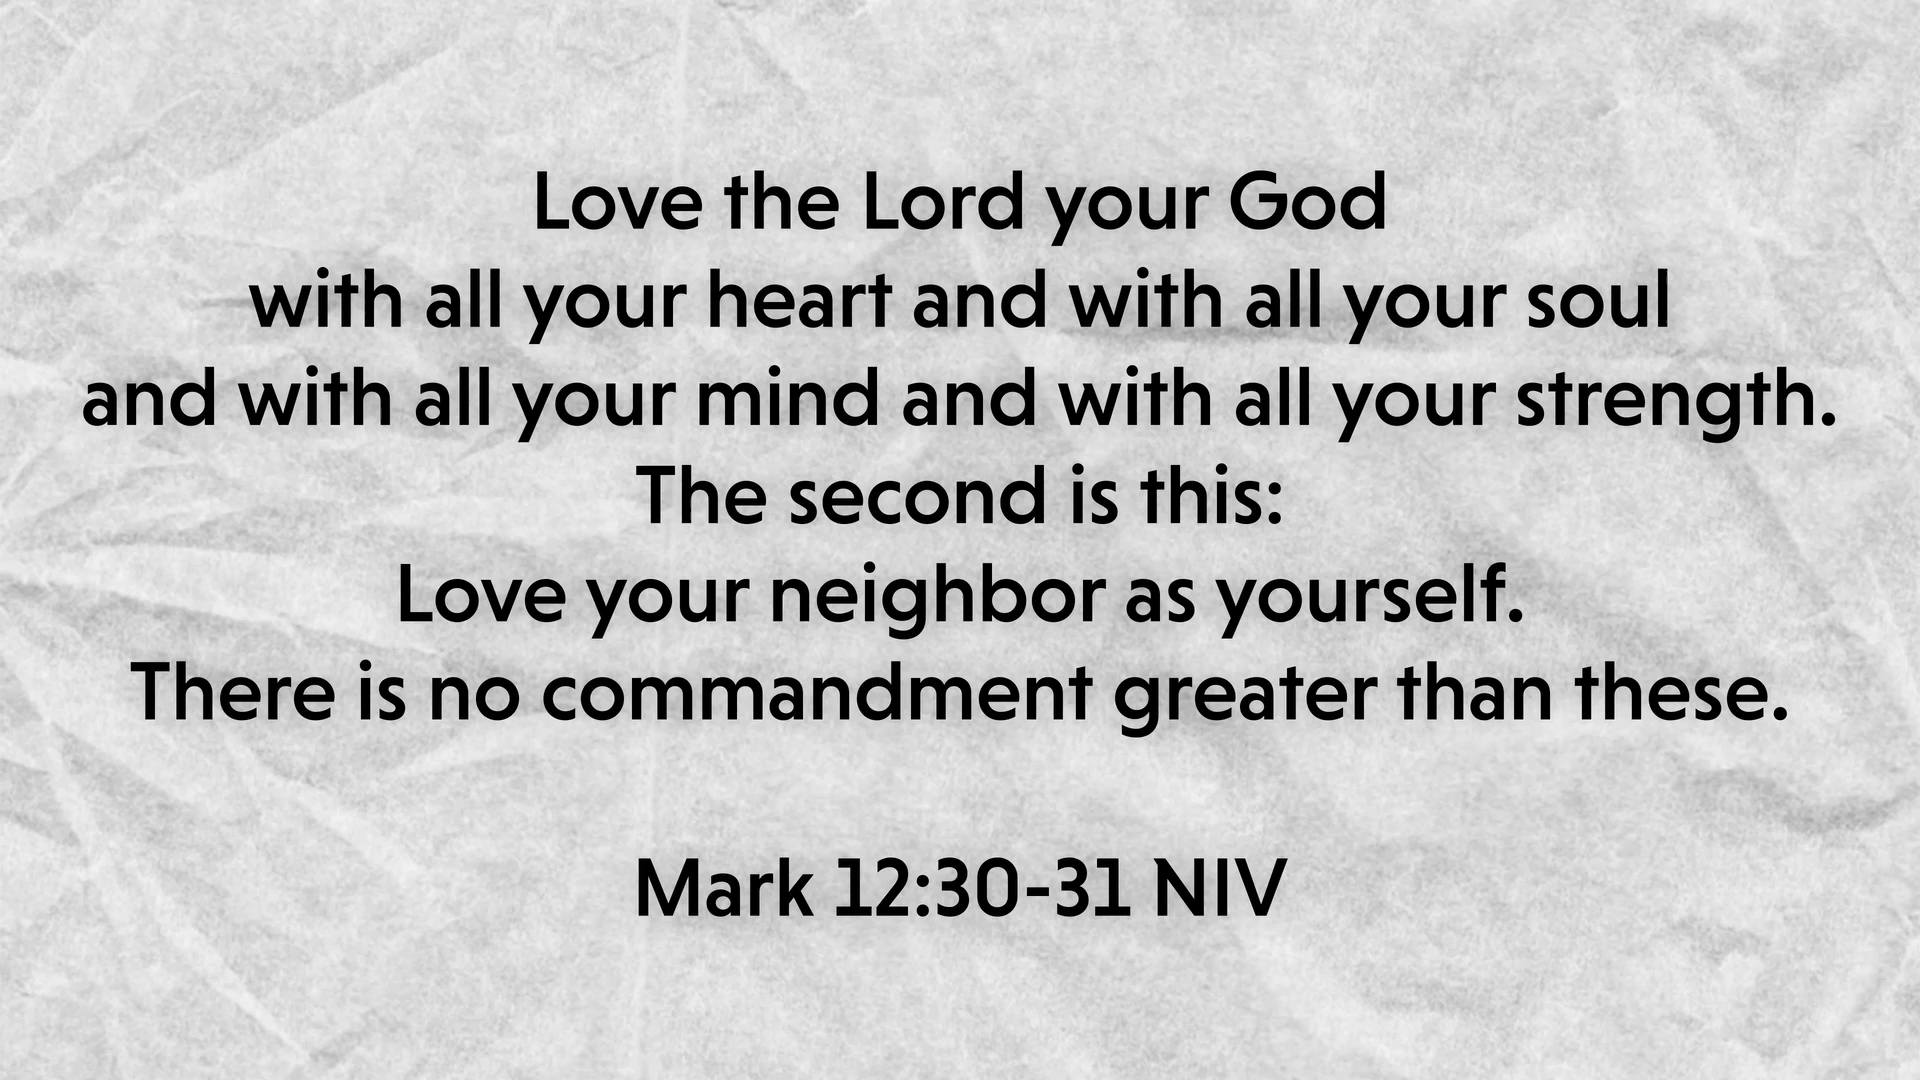 Love the Lord your God
with all your heart and with all your soul
and with all your mind and with all your strength.
The second is this:
Love your neighbor as yourself.
There is no commandment greater than these.
Mark 12:30-31 NIV